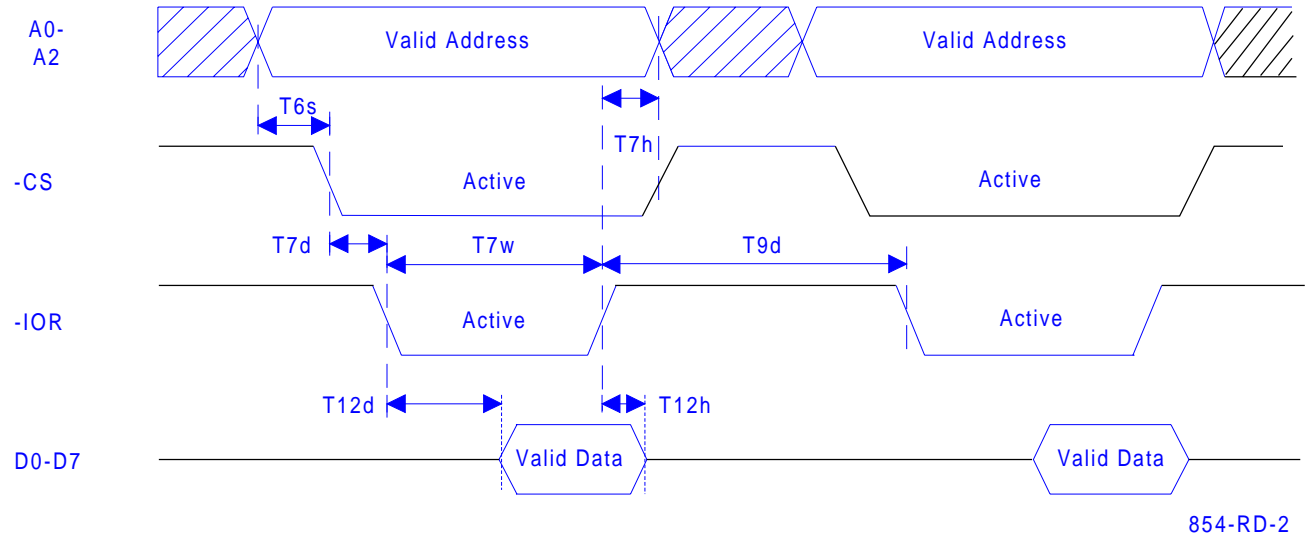 A0-
A2
Valid Address
Valid Address
T6s
T7h
-CS
Active
Active
T7d
T7w
T9d
-IOR
Active
Active
T12d
T12h
D0-D7
Valid Data
Valid Data
854-RD-2